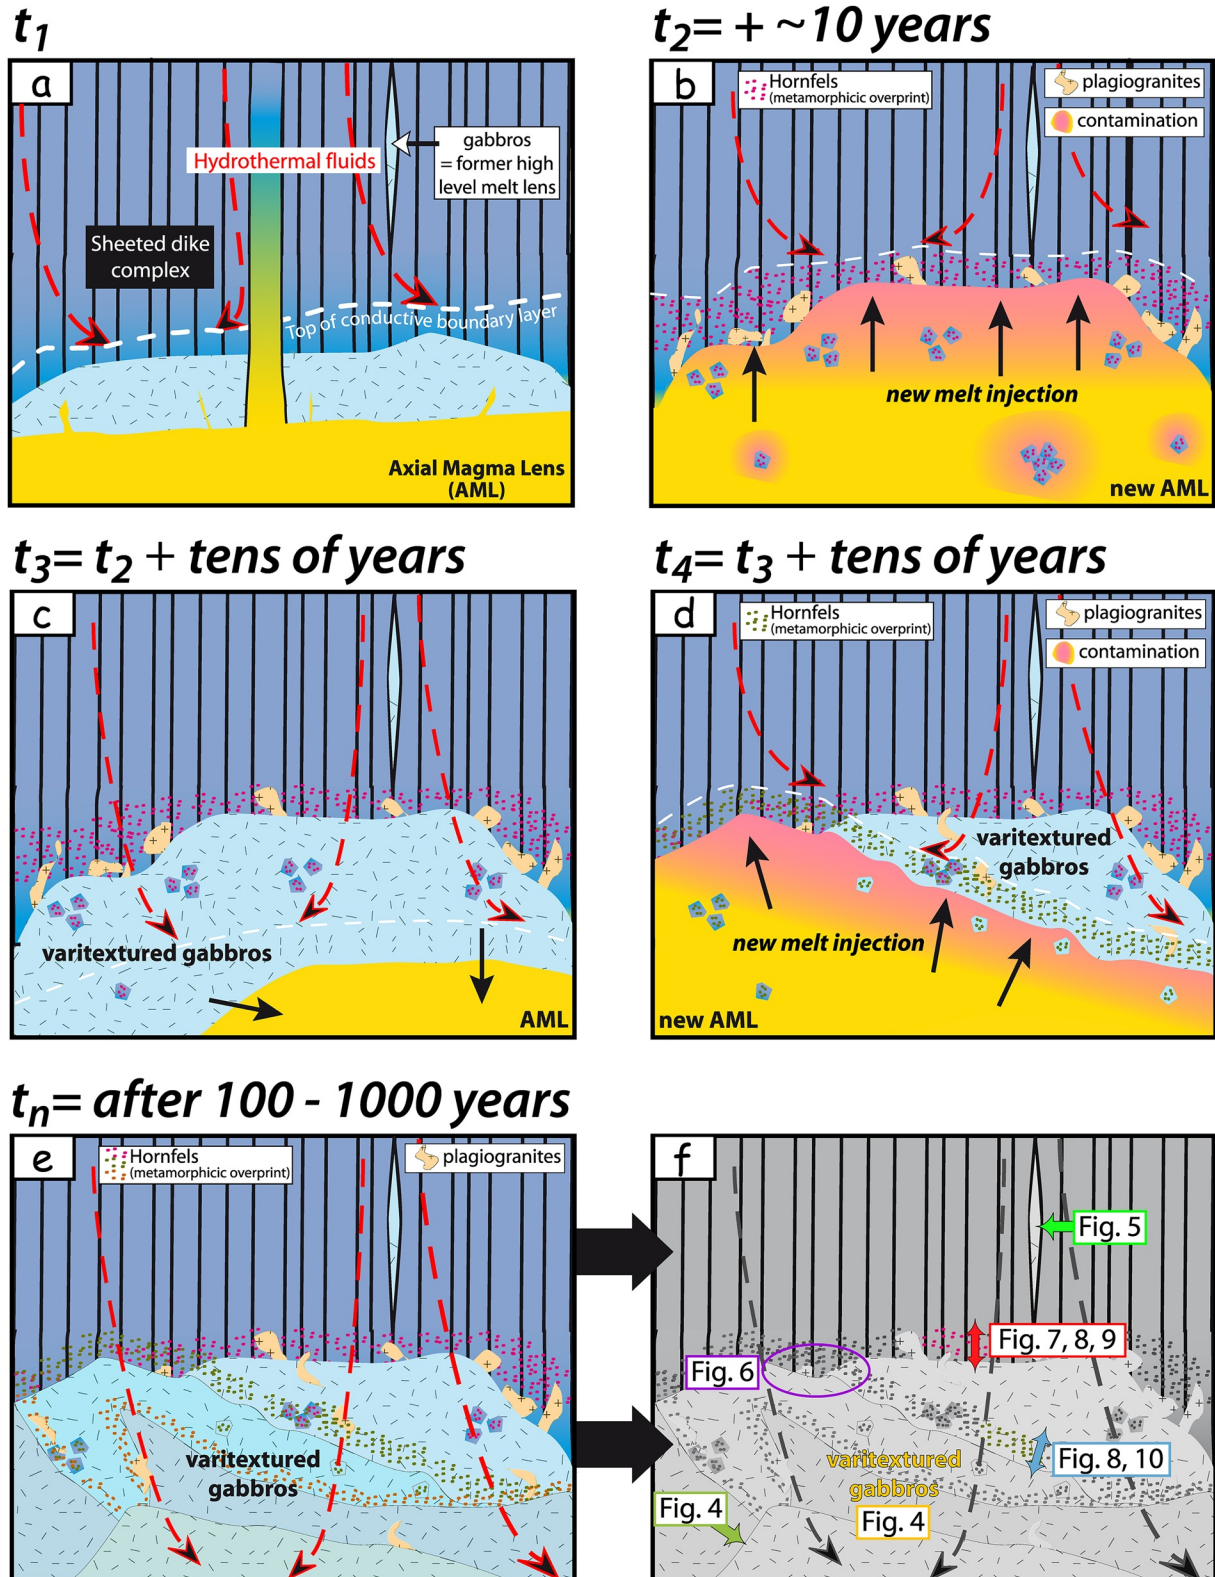 t1
a
Hydrothermal fluids
gabbros
= former high
level melt lens
Sheeted dike
complex
Top of conductive boundary layer
Axial Magma Lens
(AML)
t2= + ~10 years
b
Hornfels
(metamorphicic overprint)
plagiogranites
contamination
new melt injection
new AML
t3= t2 + tens of years
c
varitextured gabbros
AML
t4= t3 + tens of years
d
Hornfels
(metamorphicic overprint)
plagiogranites
contamination
varitextured
gabbros
new melt injection
new AML
tn= after 100 - 1000 years
e
Hornfels
(metamorphicic overprint)
plagiogranites
varitextured
gabbros
f
Fig. 5
Fig. 7, 8, 9
Fig. 6
Fig. 8, 10
varitextured
gabbros
Fig. 4
Fig. 4